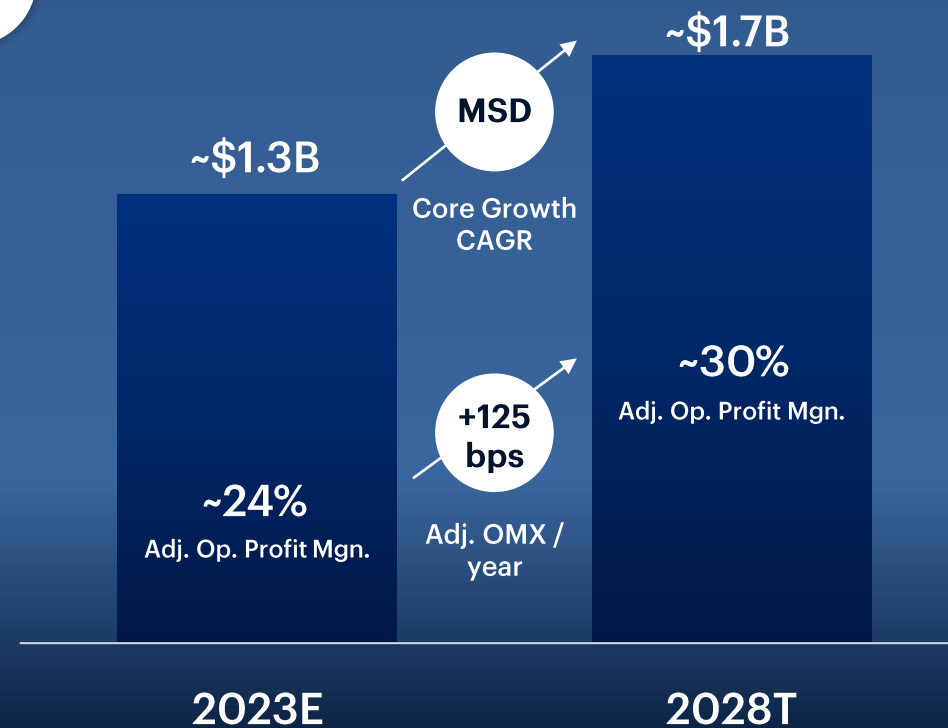 ~$1.7B
MSD
~$1.3B
Core Growth
CAGR
~30%
Adj. Op. Profit Mgn.
+125
bps
~24%
Adj. Op. Profit Mgn.
Adj. OMX /
year
2023E
2028T